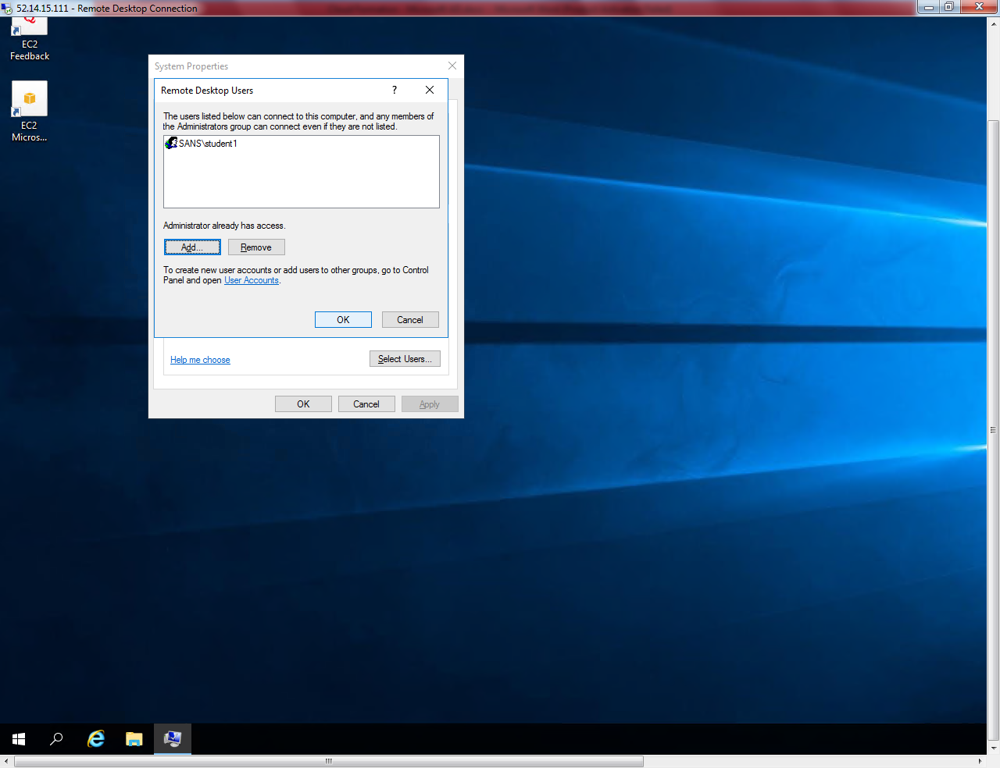 52.14.15.111 - Remote Desktop Connection
EC2
Feedback
EC2
Micros...
System Properties
Remote Desktop Users
?
The users listed below can connect to this computer, and any members of
the Administrators group can connect even if they are not listed.
SANS\student1
Administrator already has access.
Add...
Remove
To create new user accounts or add users to other groups, go to Control
Panel and open User Accounts.
OK
Cancel
Help me choose
Select Users...
OK
Cancel
Apply